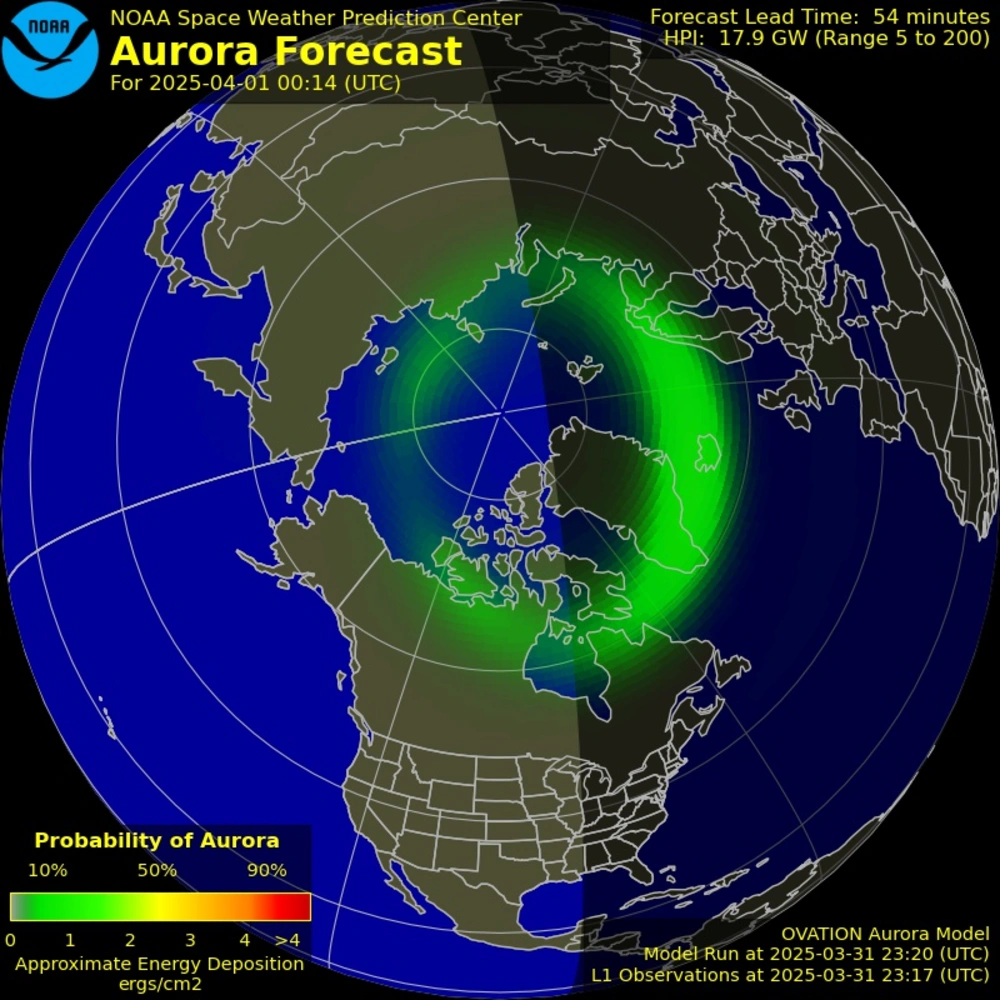 NOAA
NOAA Space Weather Prediction Center
Aurora Forecast
For 2025-04-01 00:14 (UTC)
Forecast Lead Time: 54 minutes
HPI: 17.9 GW (Range 5 to 200)
Probability of Aurora
10% 50% 90%
0 1 2 3 4 >4
Approximate Energy Deposition
ergs/cm2
OVATION Aurora Model
Model Run at 2025-03-31 23:20 (UTC)
L1 Observations at 2025-03-31 23:17 (UTC)